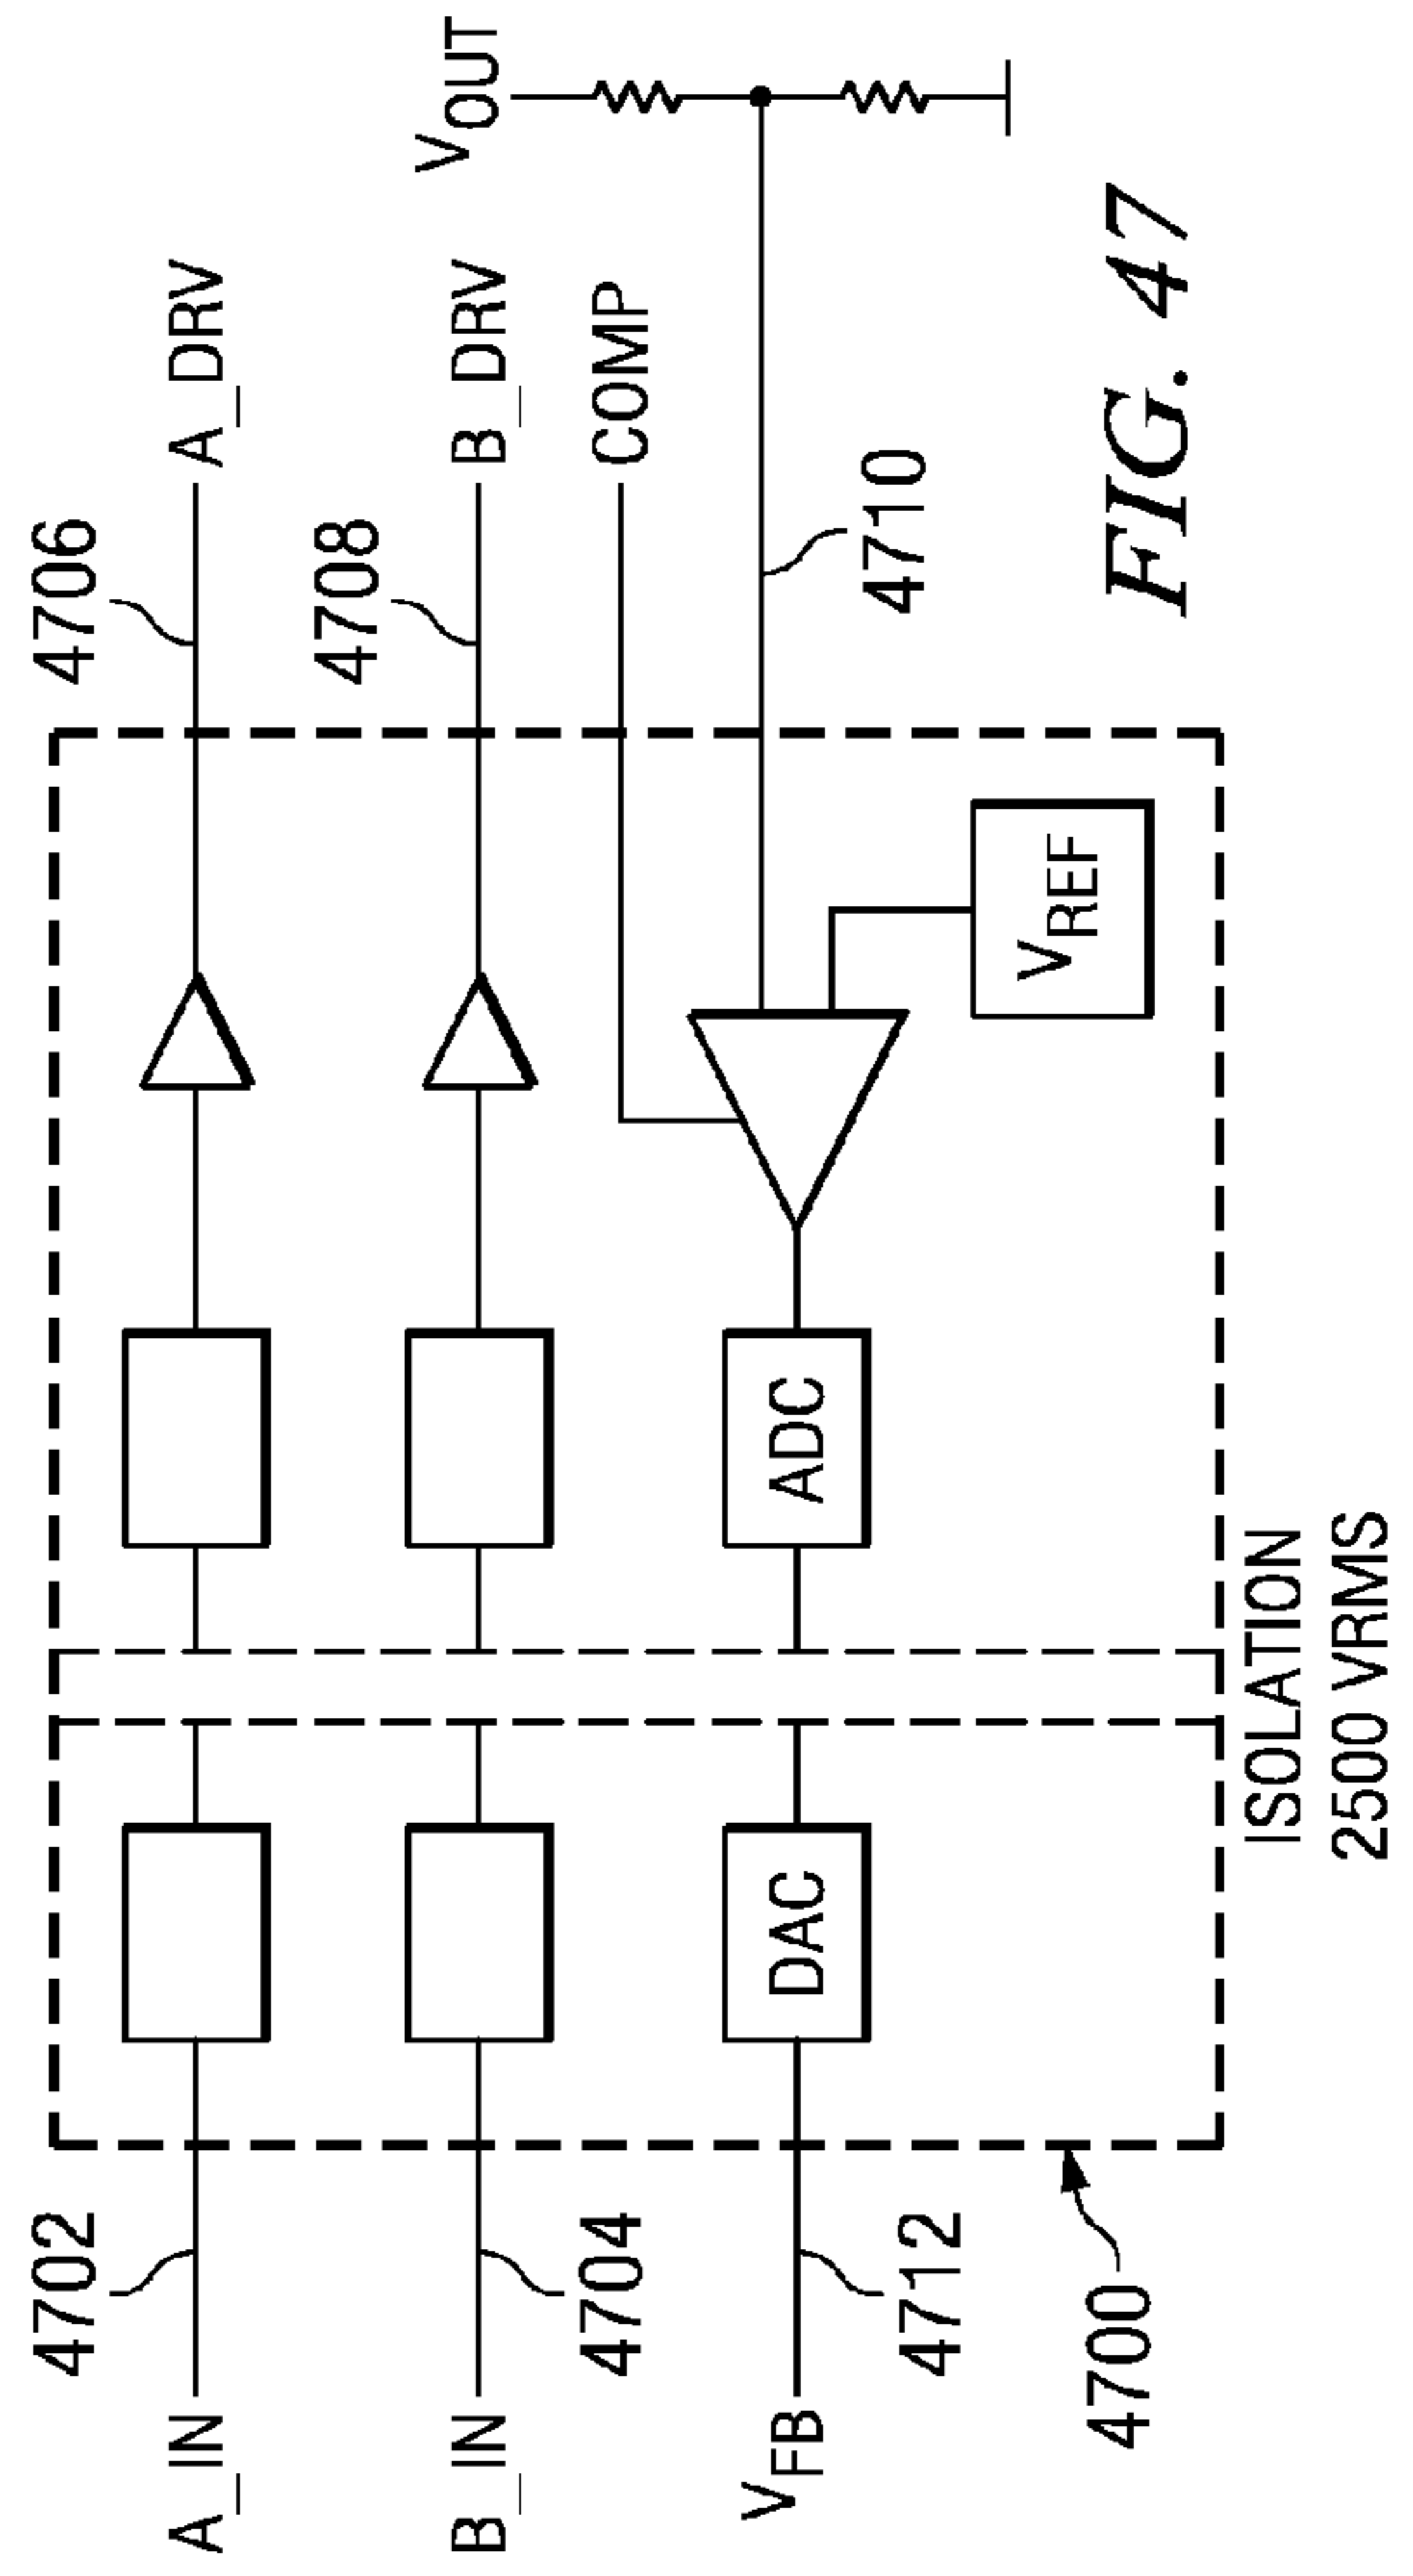 4702
A_IN
4706
A_DRV
B_IN
4704
4708
B_DRV
COMP
VOUT
VFB
4712
DAC
ADC
4710
VREF
4700
ISOLATION
2500 VRMS
FIG. 47